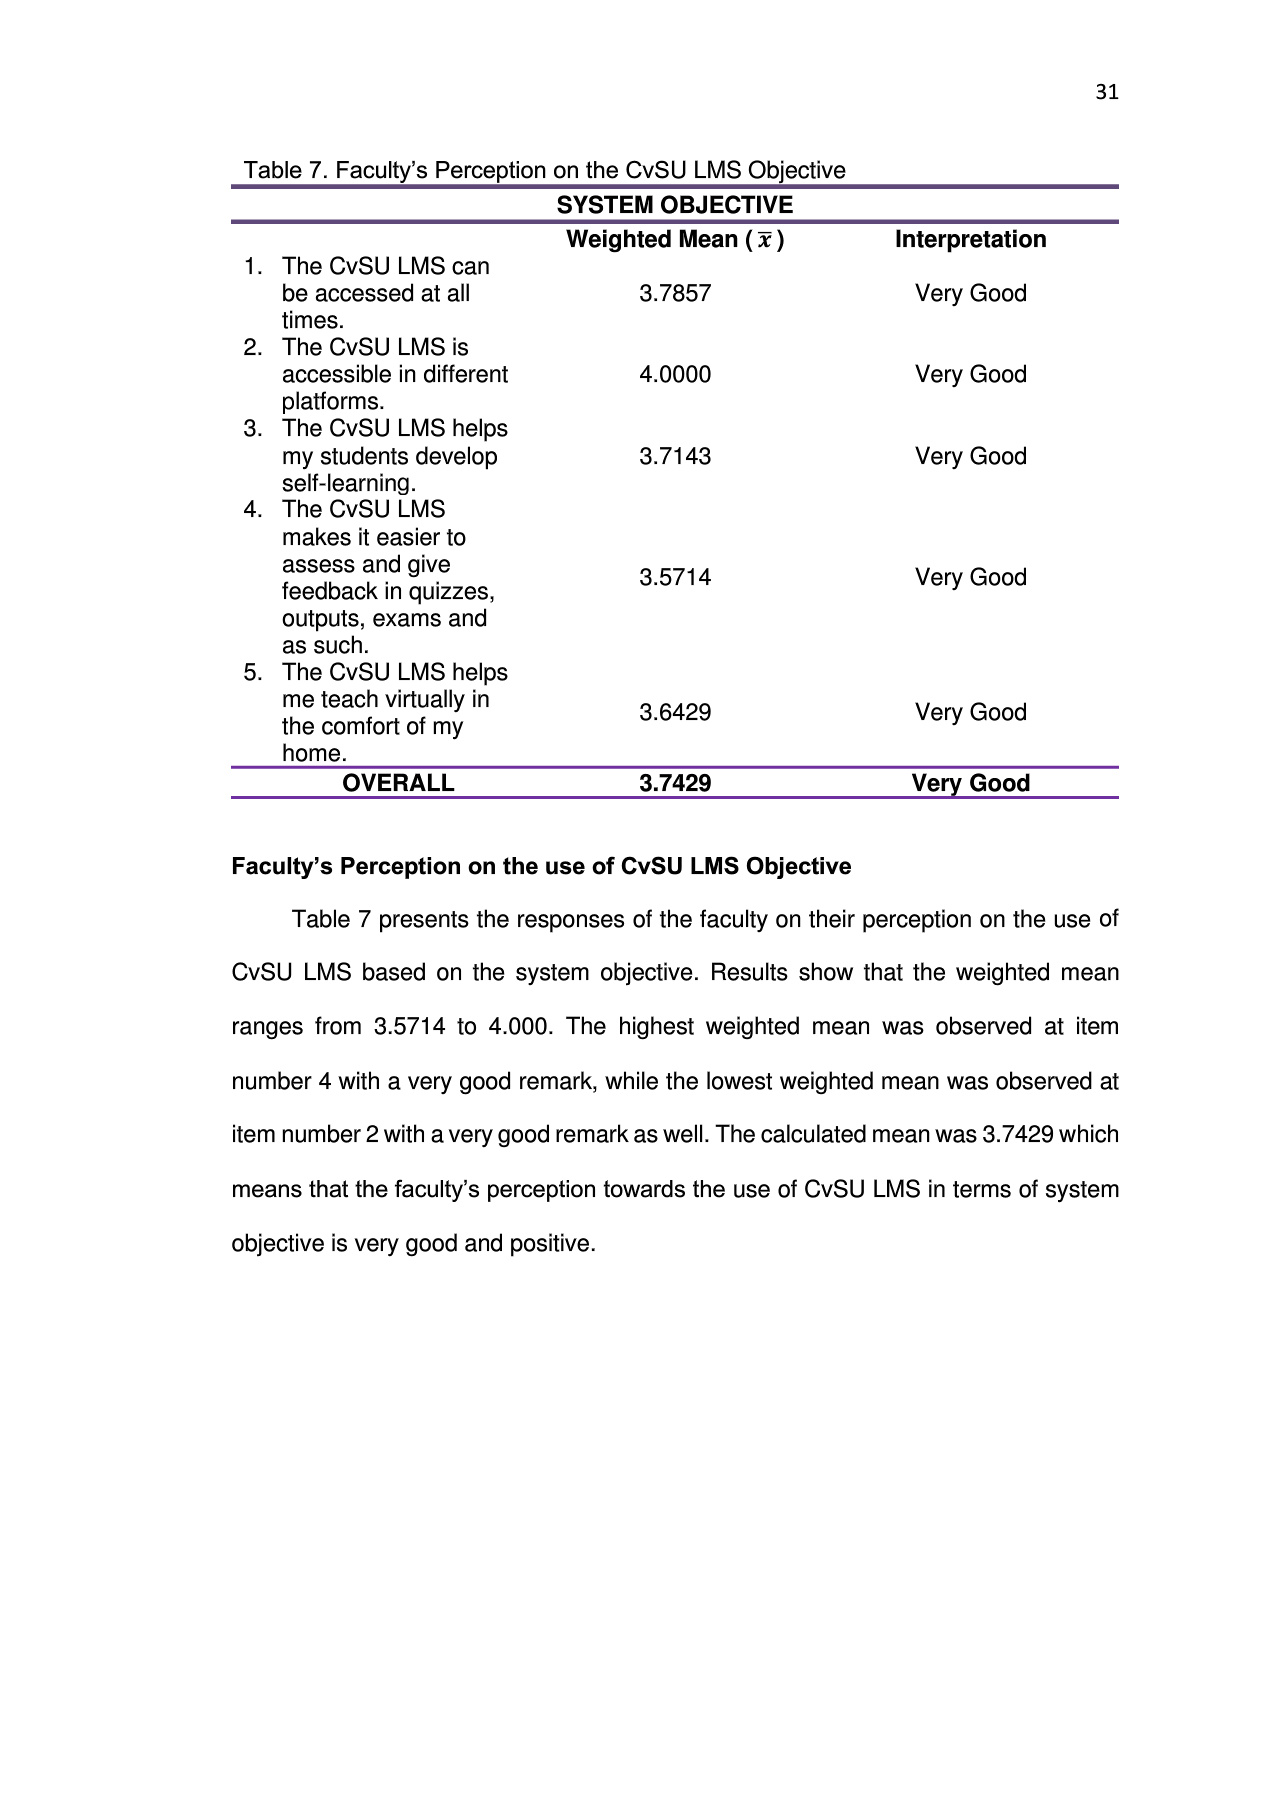 31
Table 7. Faculty’s Perception on the CvSU LMS Objective
SYSTEM OBJECTIVE
Weighted Mean ( x̅ ) Interpretation
1. The CvSU LMS can
be accessed at all 3.7857 Very Good
times.
2. The CvSU LMS is
accessible in different 4.0000 Very Good
platforms.
3. The CvSU LMS helps
my students develop 3.7143 Very Good
self-learning.
4. The CvSU LMS
makes it easier to
assess and give
feedback in quizzes, 3.5714 Very Good
outputs, exams and
as such.
5. The CvSU LMS helps
me teach virtually in
the comfort of my 3.6429 Very Good
home.
OVERALL 3.7429 Very Good
Faculty’s Perception on the use of CvSU LMS Objective
Table 7 presents the responses of the faculty on their perception on the use of
CvSU LMS based on the system objective. Results show that the weighted mean
ranges from 3.5714 to 4.000. The highest weighted mean was observed at item
number 4 with a very good remark, while the lowest weighted mean was observed at
item number 2 with a very good remark as well. The calculated mean was 3.7429 which
means that the faculty’s perception towards the use of CvSU LMS in terms of system
objective is very good and positive.